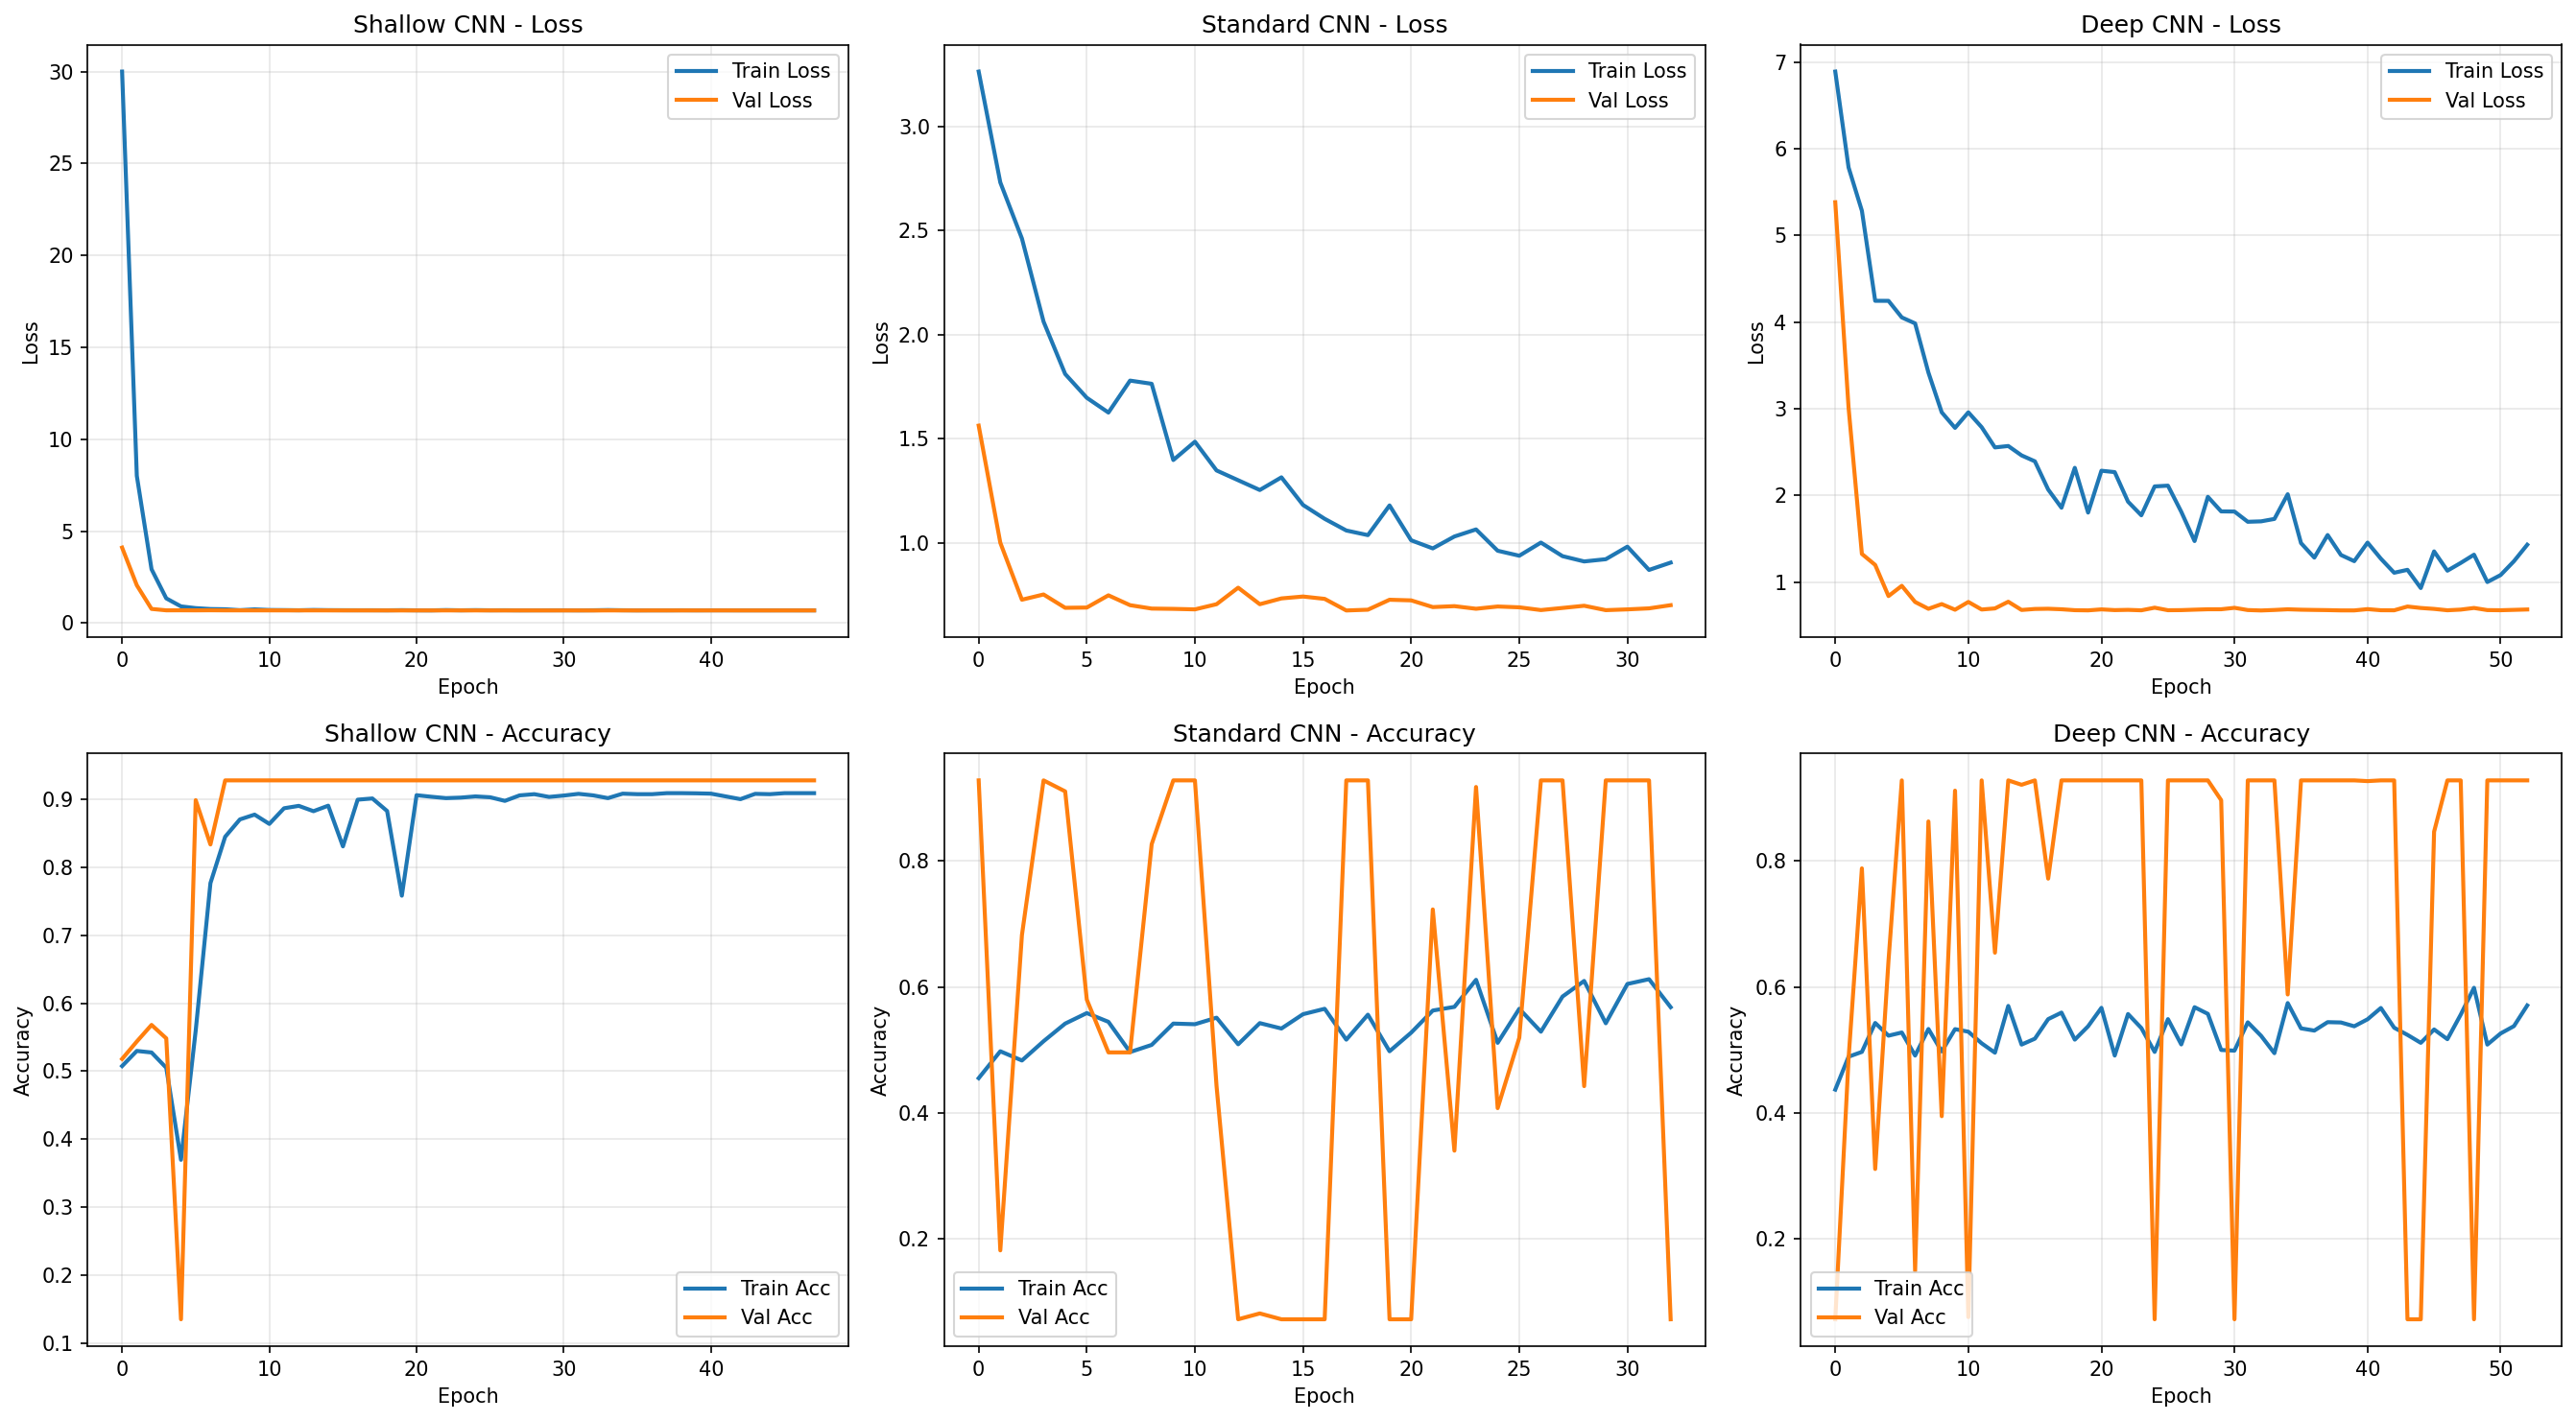 Shallow CNN - Loss
Loss
30
25
20
15
10
5
0
Train Loss
Val Loss
0 10 20 30 40
Epoch
Standard CNN - Loss
Loss
3.0
2.5
2.0
1.5
1.0
Train Loss
Val Loss
0 5 10 15 20 25 30
Epoch
Deep CNN - Loss
Loss
7
6
5
4
3
2
1
Train Loss
Val Loss
0 10 20 30 40 50
Epoch
Shallow CNN - Accuracy
Accuracy
0.9
0.8
0.7
0.6
0.5
0.4
0.3
0.2
0.1
Train Acc
Val Acc
0 10 20 30 40
Epoch
Standard CNN - Accuracy
Accuracy
0.8
0.6
0.4
0.2
Train Acc
Val Acc
0 5 10 15 20 25 30
Epoch
Deep CNN - Accuracy
Accuracy
0.8
0.6
0.4
0.2
Train Acc
Val Acc
0 10 20 30 40 50
Epoch